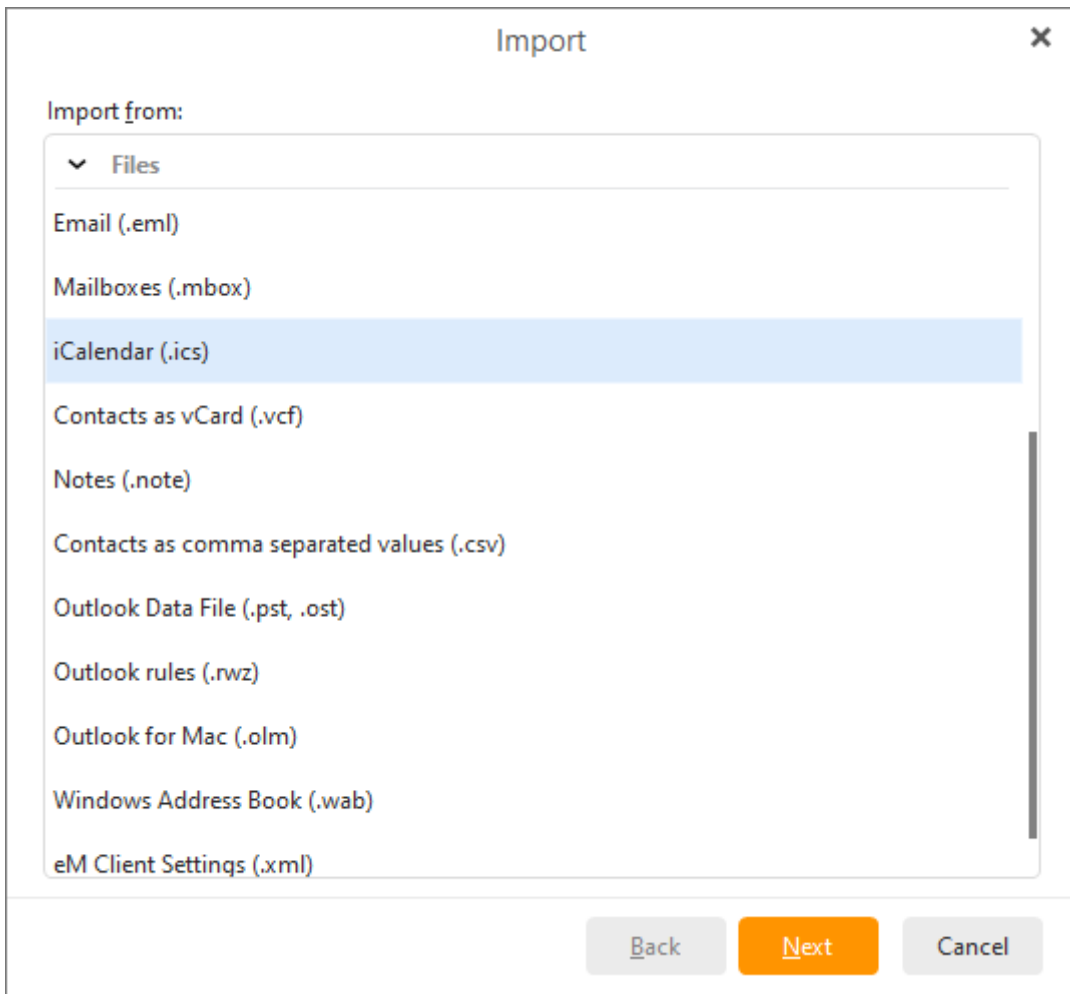 Import
Import from:
Files
Email (.eml)
Mailboxes (.mbox)
iCalendar (.ics)
Contacts as vCard (.vcf)
Notes (.note)
Contacts as comma separated values (.csv)
Outlook Data File (.pst, .ost)
Outlook rules (.rwz)
Outlook for Mac (.olm)
Windows Address Book (.wab)
eM Client Settings (.xml)
Back Next Cancel